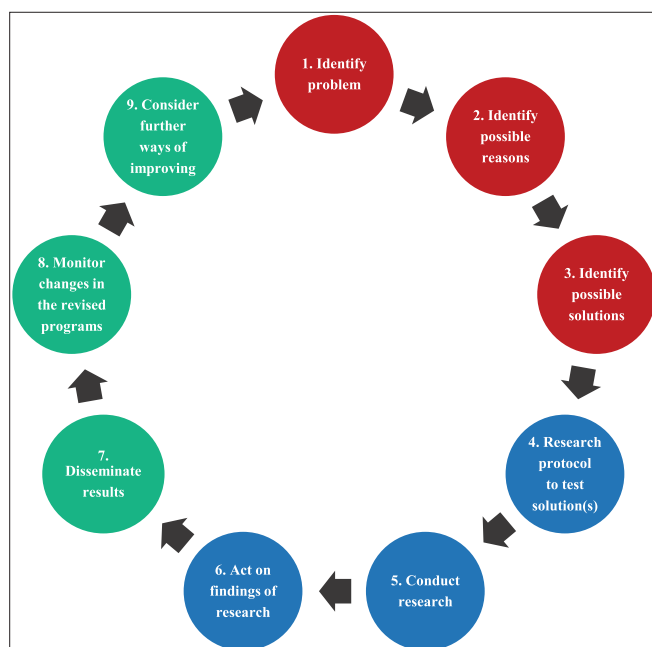 1. Identify
problem
2. Identify
possible
reasons
3. Identify
possible
solutions
4. Research
protocol
to test
solution(s)
5. Conduct
research
6. Act on
findings of
research
7.
Disseminate
results
8. Monitor
changes in
the revised
programs
9. Consider
further
ways of
improving